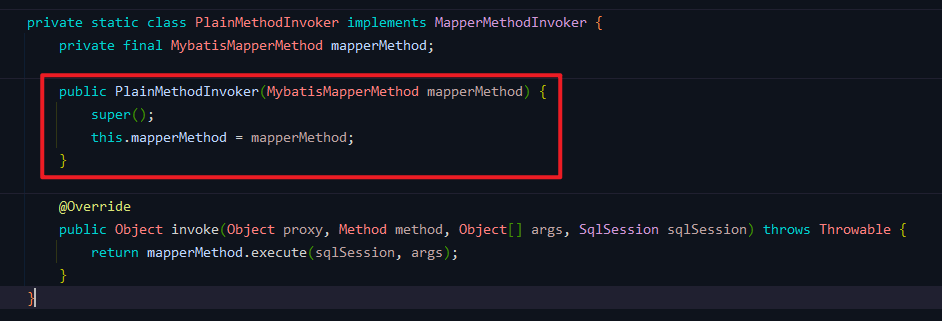 private static class PlainMethodInvoker implements MapperMethodInvoker {
private final MybatisMapperMethod mapperMethod;
public PlainMethodInvoker(MybatisMapperMethod mapperMethod) {
super();
this.mapperMethod = mapperMethod;
}
@Override
public Object invoke(Object proxy, Method method, Object[] args, SqlSession sqlSession) throws Throwable {
return mapperMethod.execute(sqlSession, args);
}
}